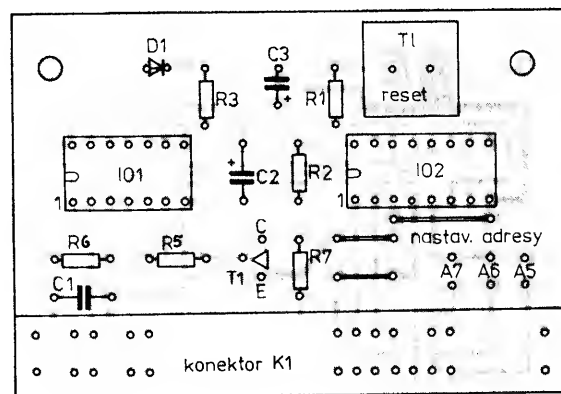 D1
C3
Tl
reset
R3
R1
IO1
1
C2
R2
IO2
1
nastav. adresy
R6
R5
C
T1
E
R7
A7 A6 A5
C1
konektor K1